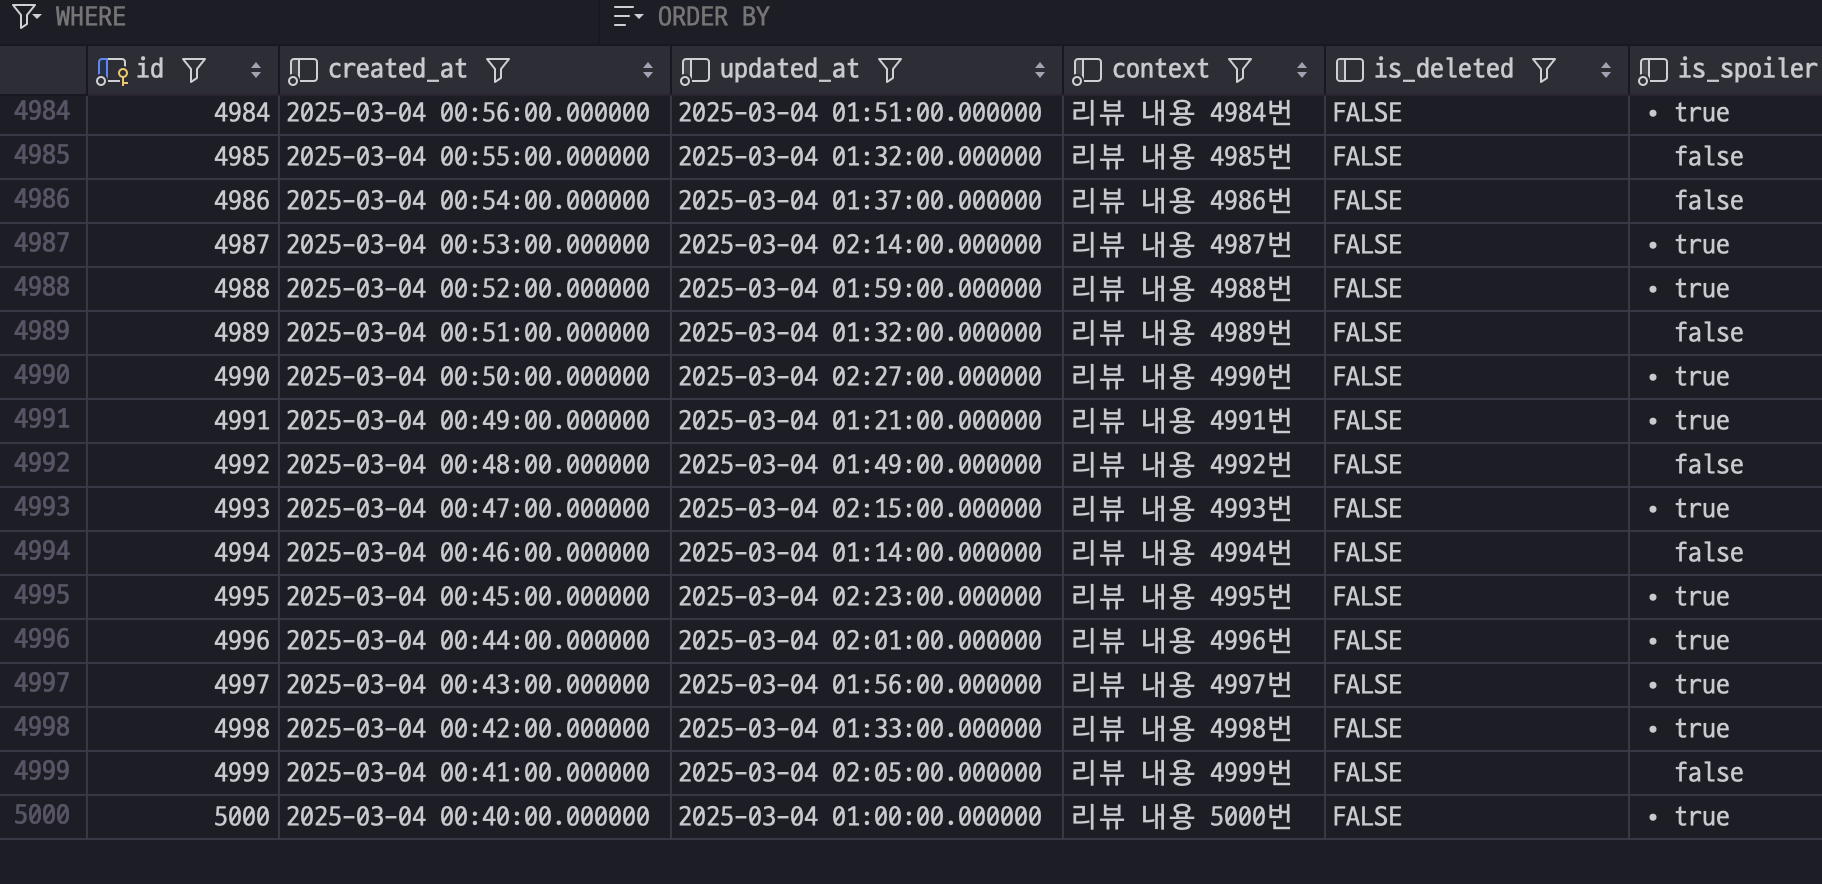 WHERE ORDER BY
id created_at updated_at context is_deleted is_spoiler
4984 4984 2025-03-04 00:56:00.000000 2025-03-04 01:51:00.000000 리뷰 내용 4984번 FALSE • true
4985 4985 2025-03-04 00:55:00.000000 2025-03-04 01:32:00.000000 리뷰 내용 4985번 FALSE false
4986 4986 2025-03-04 00:54:00.000000 2025-03-04 01:37:00.000000 리뷰 내용 4986번 FALSE false
4987 4987 2025-03-04 00:53:00.000000 2025-03-04 02:14:00.000000 리뷰 내용 4987번 FALSE • true
4988 4988 2025-03-04 00:52:00.000000 2025-03-04 01:59:00.000000 리뷰 내용 4988번 FALSE • true
4989 4989 2025-03-04 00:51:00.000000 2025-03-04 01:32:00.000000 리뷰 내용 4989번 FALSE false
4990 4990 2025-03-04 00:50:00.000000 2025-03-04 02:27:00.000000 리뷰 내용 4990번 FALSE • true
4991 4991 2025-03-04 00:49:00.000000 2025-03-04 01:21:00.000000 리뷰 내용 4991번 FALSE • true
4992 4992 2025-03-04 00:48:00.000000 2025-03-04 01:49:00.000000 리뷰 내용 4992번 FALSE false
4993 4993 2025-03-04 00:47:00.000000 2025-03-04 02:15:00.000000 리뷰 내용 4993번 FALSE • true
4994 4994 2025-03-04 00:46:00.000000 2025-03-04 01:14:00.000000 리뷰 내용 4994번 FALSE false
4995 4995 2025-03-04 00:45:00.000000 2025-03-04 02:23:00.000000 리뷰 내용 4995번 FALSE • true
4996 4996 2025-03-04 00:44:00.000000 2025-03-04 02:01:00.000000 리뷰 내용 4996번 FALSE • true
4997 4997 2025-03-04 00:43:00.000000 2025-03-04 01:56:00.000000 리뷰 내용 4997번 FALSE • true
4998 4998 2025-03-04 00:42:00.000000 2025-03-04 01:33:00.000000 리뷰 내용 4998번 FALSE • true
4999 4999 2025-03-04 00:41:00.000000 2025-03-04 02:05:00.000000 리뷰 내용 4999번 FALSE false
5000 5000 2025-03-04 00:40:00.000000 2025-03-04 01:00:00.000000 리뷰 내용 5000번 FALSE • true